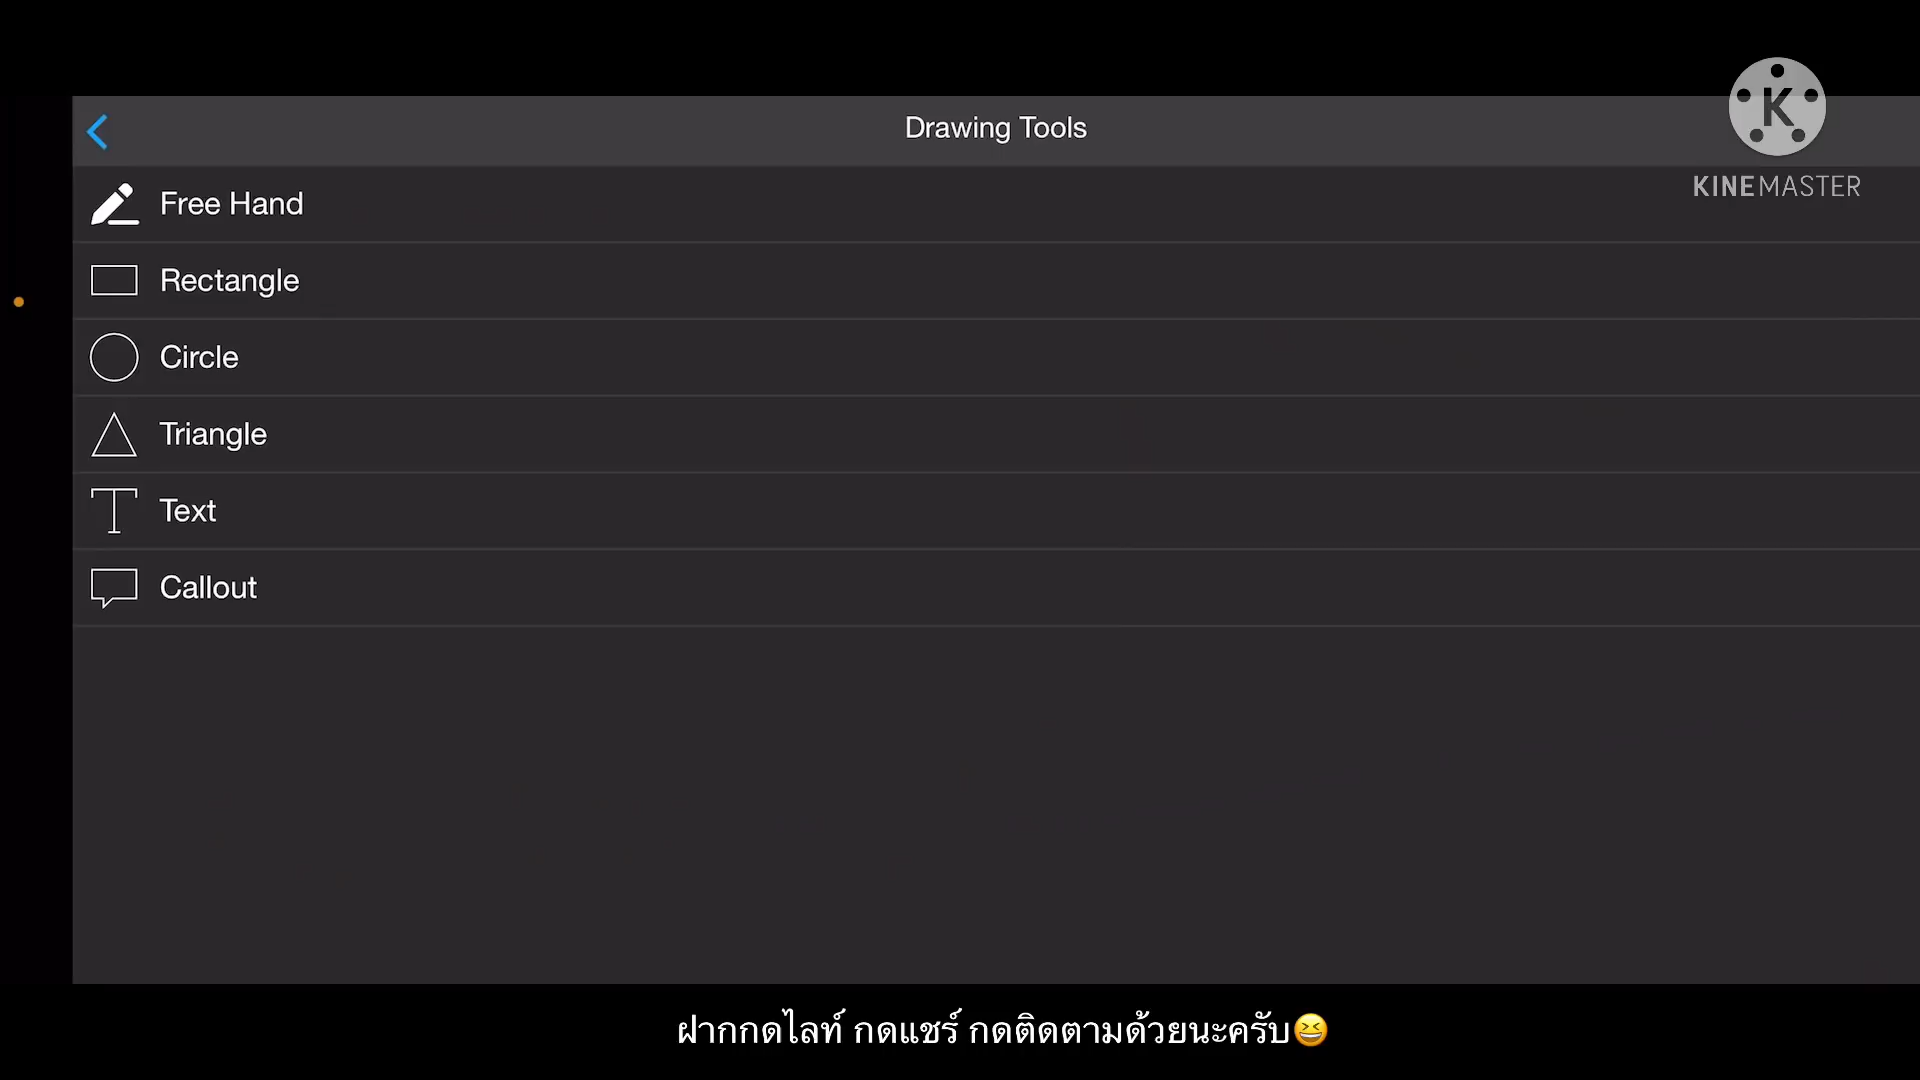 Drawing Tools
K
KINEMASTER
Free Hand
Rectangle
Circle
Triangle
Text
Callout
ฝากกดไลท์ กดแชร์ กดติดตามด้วยนะครับ😆